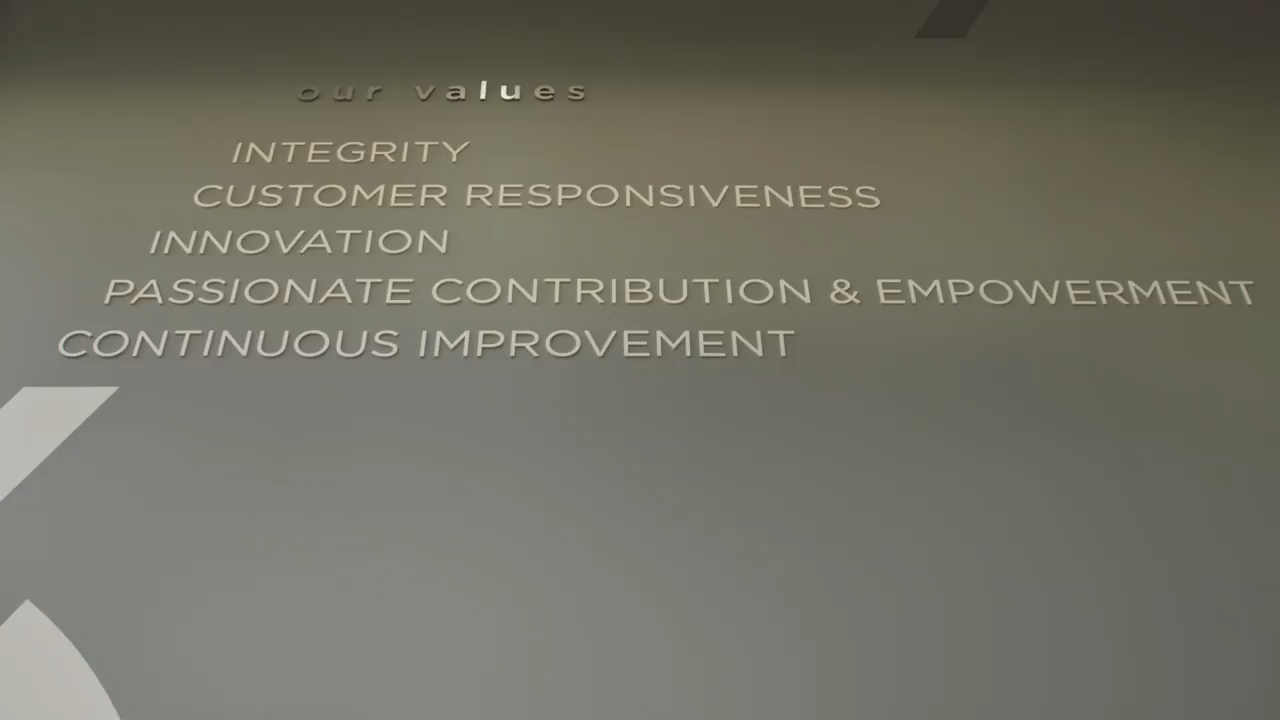 our values
INTEGRITY
CUSTOMER RESPONSIVENESS
INNOVATION
PASSIONATE CONTRIBUTION & EMPOWERMENT
CONTINUOUS IMPROVEMENT